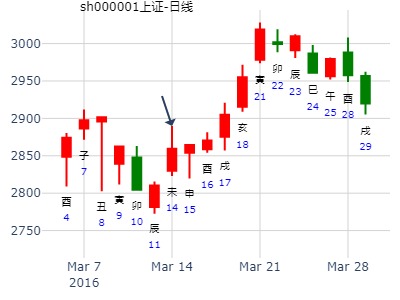 sh000001上证-日线
3000
2950
2900
2850
2800
2750
酉
4
子
7
丑
8
寅
9
卯
10
辰
11
未
14
申
15
酉
16
戌
17
亥
18
寅
21
卯
22
辰
23
巳
24
午
25
酉
28
戌
29
Mar 7
2016
Mar 14
Mar 21
Mar 28